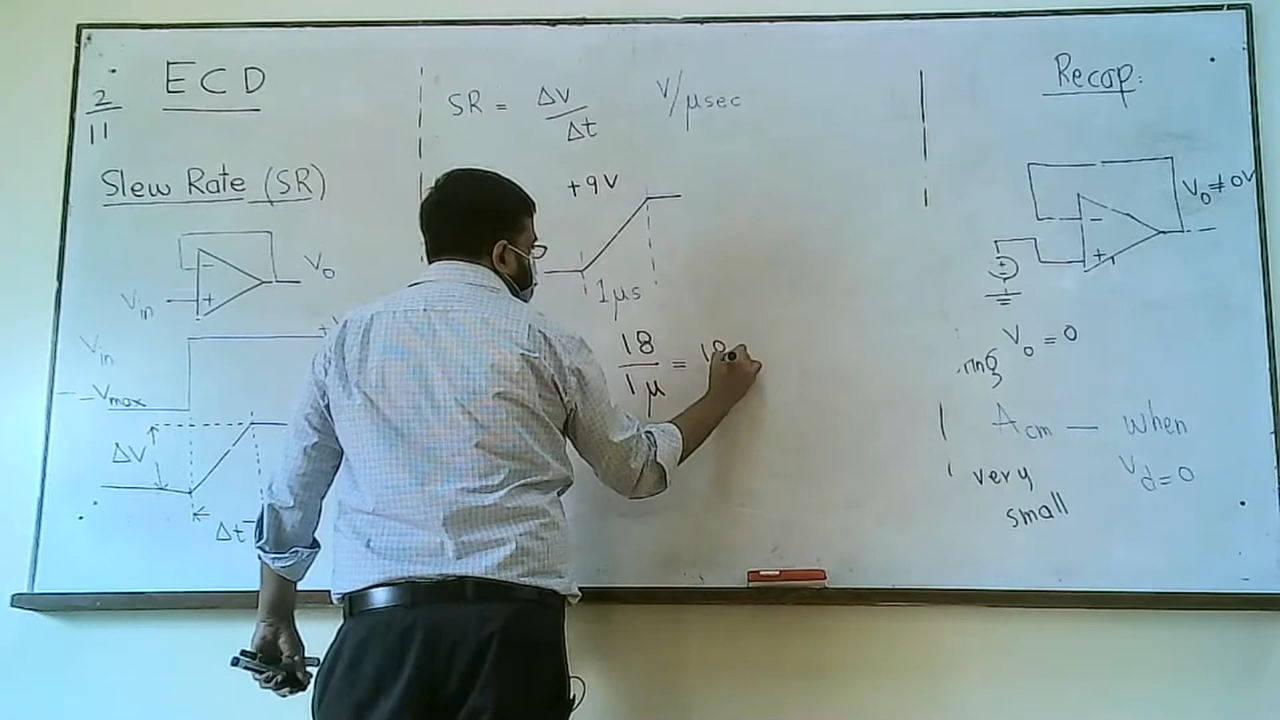 2/11
ECD
Slew Rate (SR)
Vin
Vo
Vin
-Vmax
ΔV
Δt
SR = ΔV/Δt V/μsec
+9V
1μs
18/1μ = 18
Recap:
Vo≠0V
Vo=0
Acm — when
very Vd=0
small